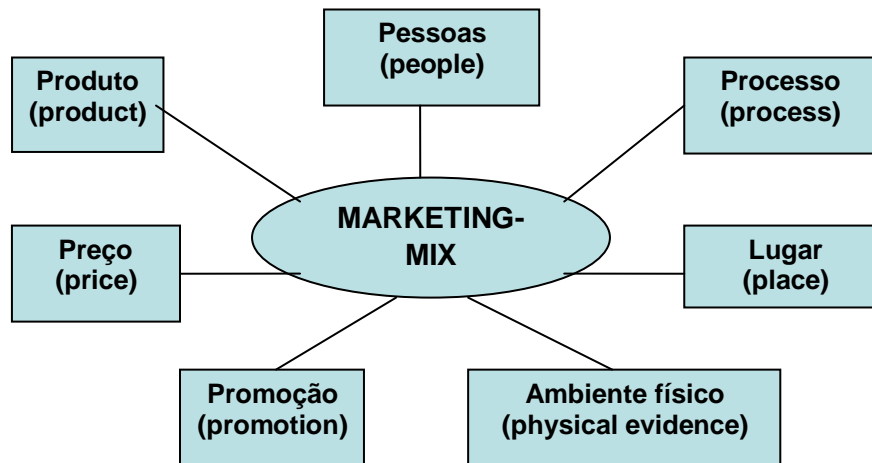 Pessoas
(people)
Produto
(product)
Processo
(process)
MARKETING-
MIX
Preço
(price)
Lugar
(place)
Promoção
(promotion)
Ambiente físico
(physical evidence)